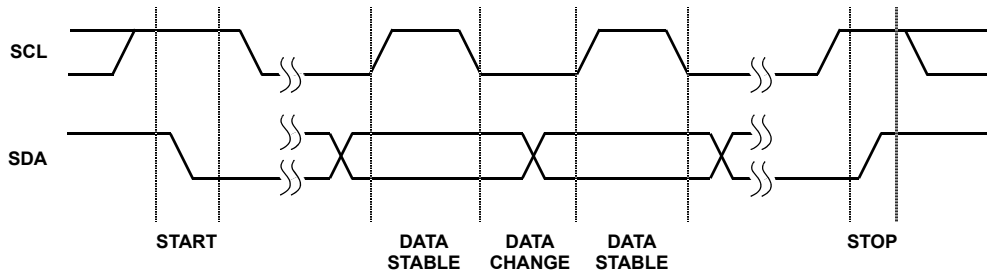 SCL
SDA
START
DATA
STABLE
DATA
CHANGE
DATA
STABLE
STOP